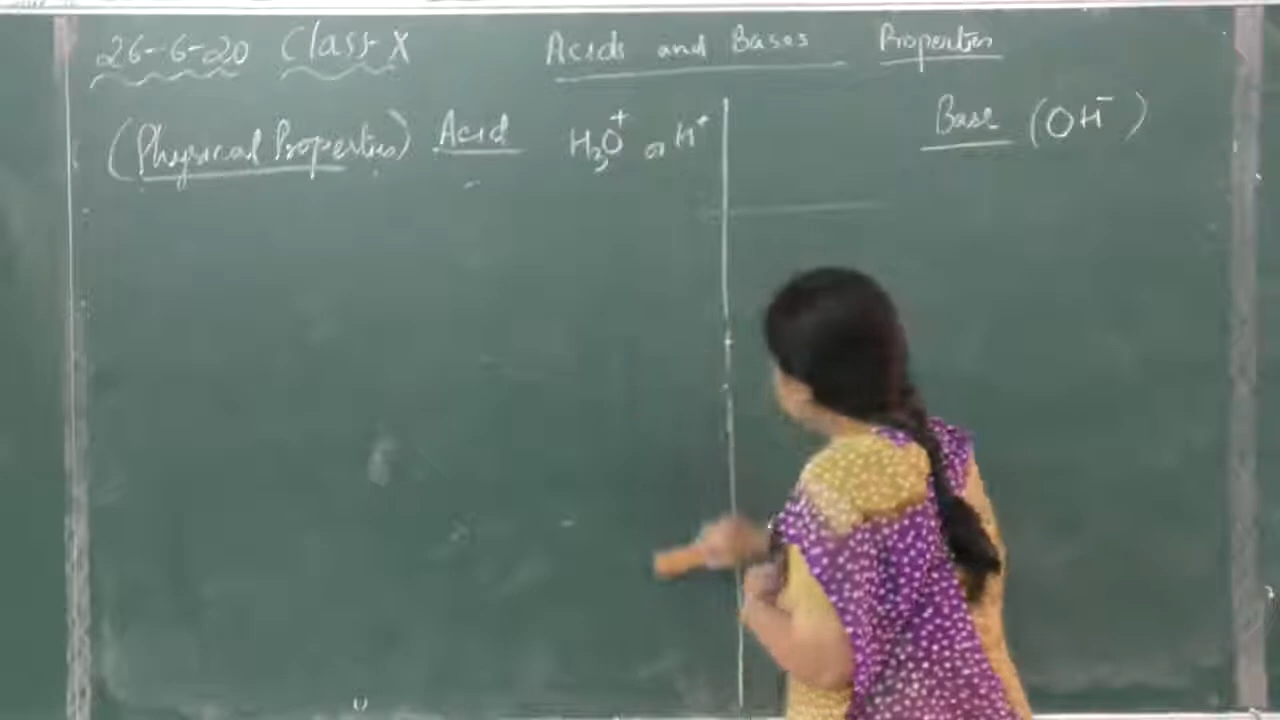 26-6-20 Class X Acids and Bases Properties
(Physical Properties) Acid H₃O⁺ or H⁺ Base (OH⁻)